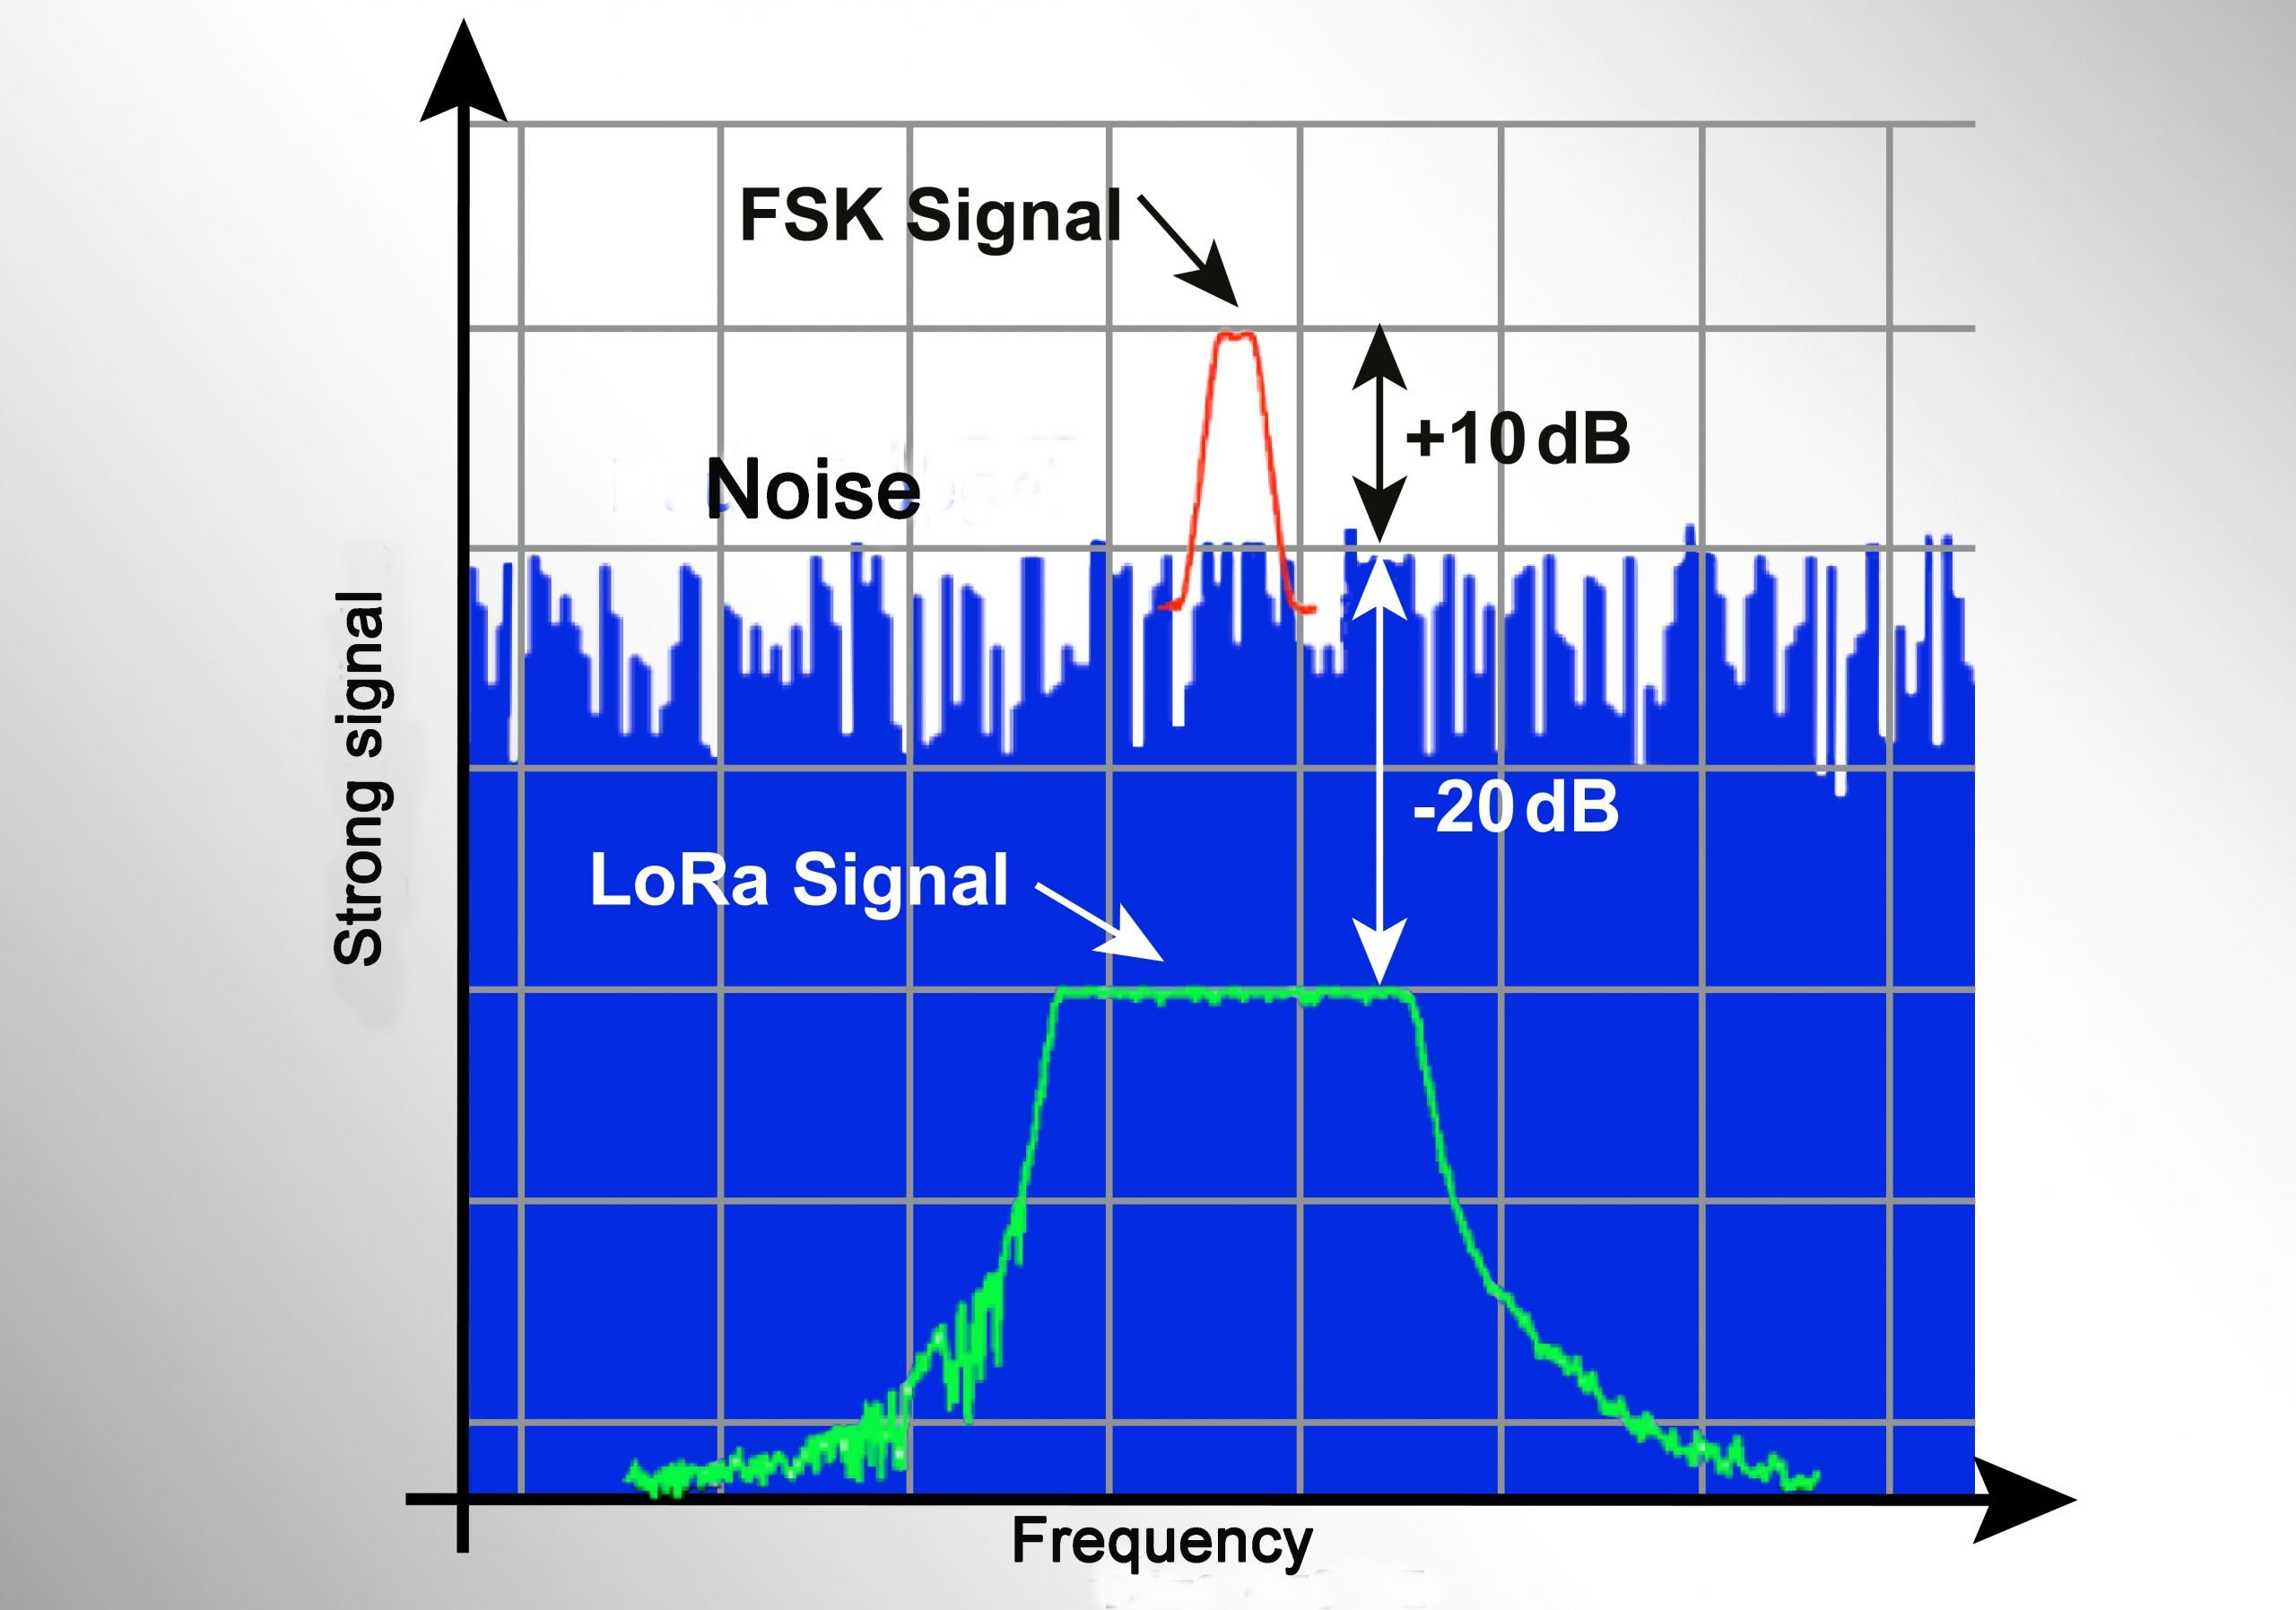 FSK Signal
+10 dB
Noise
Strong signal
-20 dB
LoRa Signal
Frequency